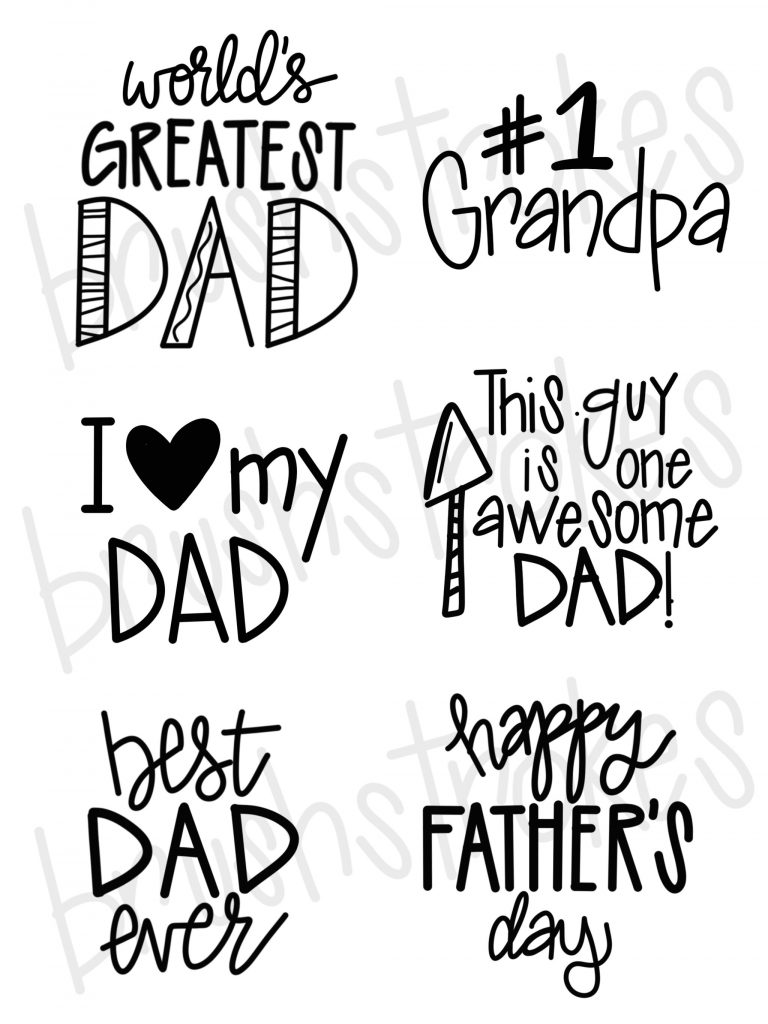 world's
GREATEST
DAD
#1
Grandpa
I ♥ my
DAD
This guy
is one
awesome
DAD!
best
DAD
ever
happy
FATHER'S
day
brushstrokes
brushstrokes
brushstrokes